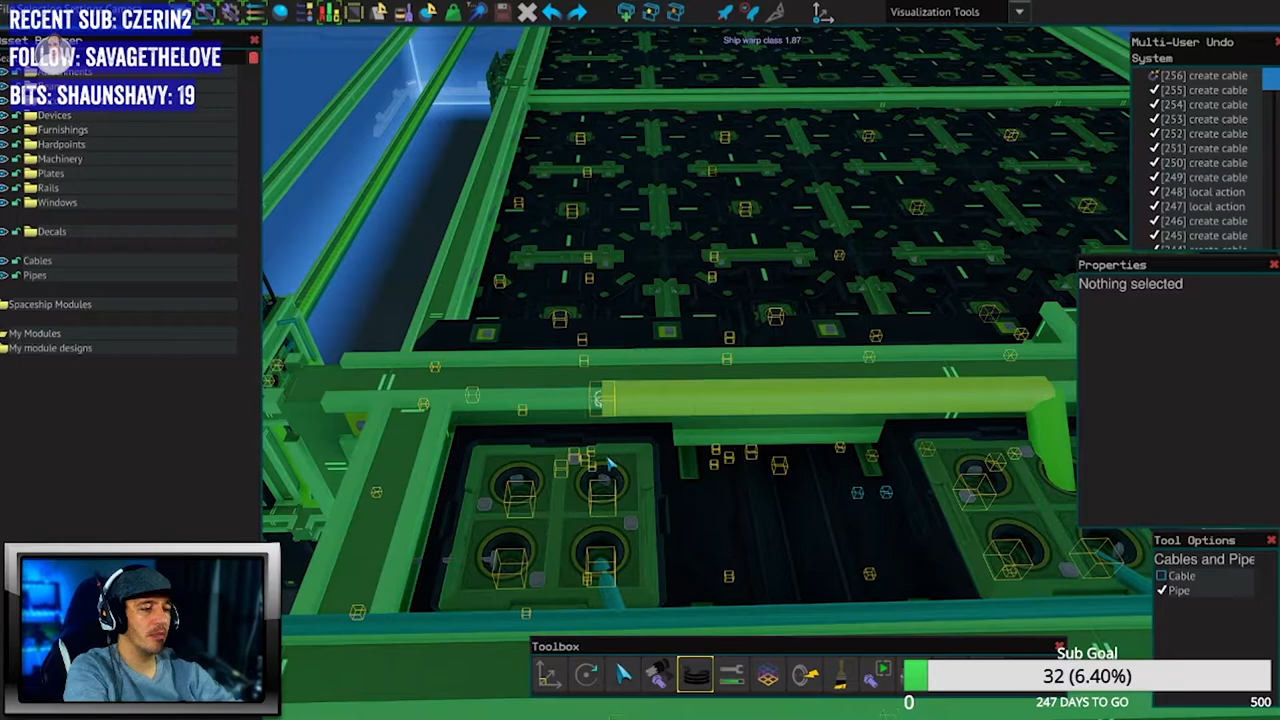 RECENT SUB: CZERIN2
FOLLOW: SAVAGETHELOVE
BITS: SHAUNSHAVY: 19
Devices
Furnishings
Hardpoints
Machinery
Plates
Rails
Windows
Decals
Cables
Pipes
Spaceship Modules
My Modules
My module designs
Visualization Tools
Ship warp class 1.87
Multi-User Undo
System
[256] create cable
[255] create cable
[254] create cable
[253] create cable
[252] create cable
[251] create cable
[250] create cable
[249] create cable
[248] local action
[247] local action
[246] create cable
[245] create cable
Properties
Nothing selected
Tool Options
Cables and Pipe
Cable
Pipe
Toolbox
Sub Goal
32 (6.40%)
0
247 DAYS TO GO
500